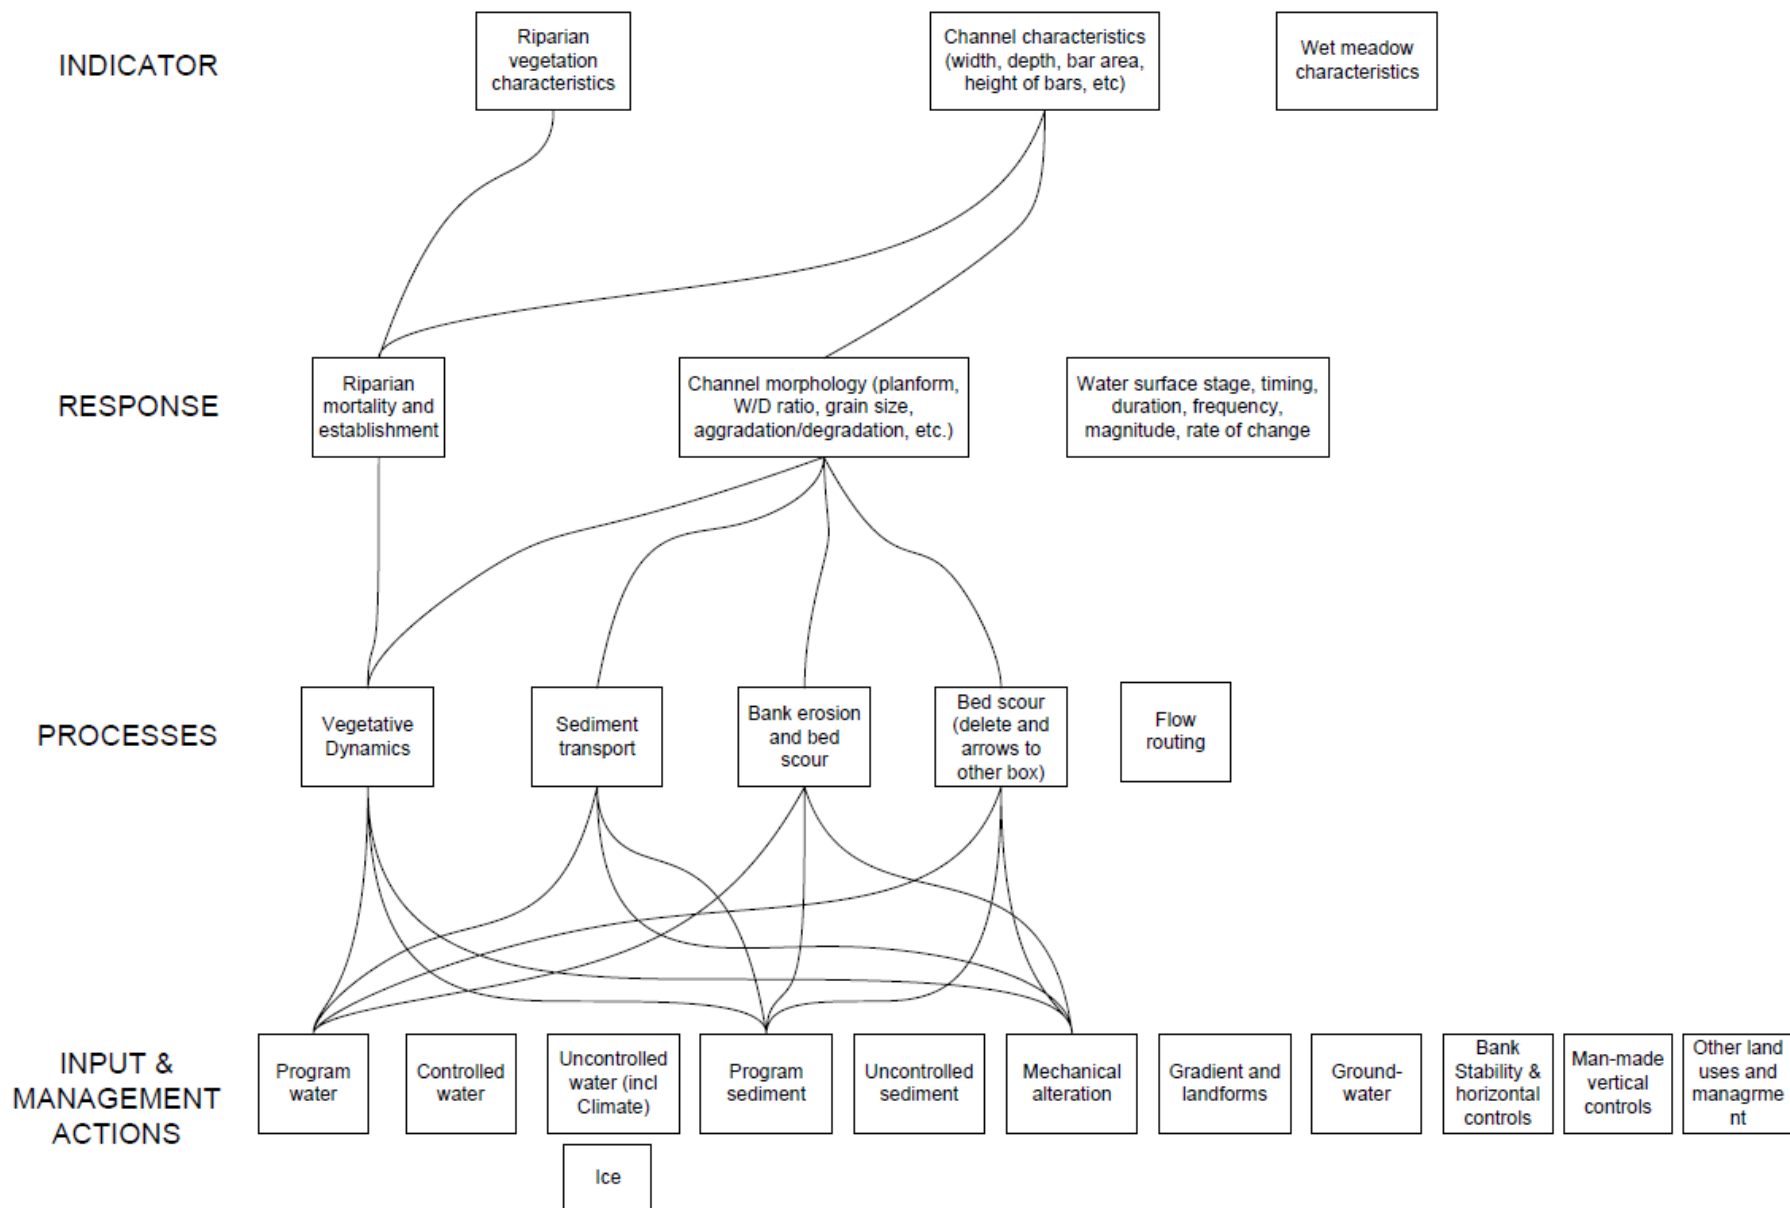 INDICATOR
Riparian
vegetation
characteristics
Channel characteristics
(width, depth, bar area,
height of bars, etc)
Wet meadow
characteristics
RESPONSE
Riparian
mortality and
establishment
Channel morphology (planform,
W/D ratio, grain size,
aggradation/degradation, etc.)
Water surface stage, timing,
duration, frequency,
magnitude, rate of change
PROCESSES
Vegetative
Dynamics
Sediment
transport
Bank erosion
and bed
scour
Bed scour
(delete and
arrows to
other box)
Flow
routing
INPUT &
MANAGEMENT
ACTIONS
Program
water
Controlled
water
Uncontrolled
water (incl
Climate)
Program
sediment
Uncontrolled
sediment
Mechanical
alteration
Gradient and
landforms
Ground-
water
Bank
Stability &
horizontal
controls
Man-made
vertical
controls
Other land
uses and
managrme
nt
Ice